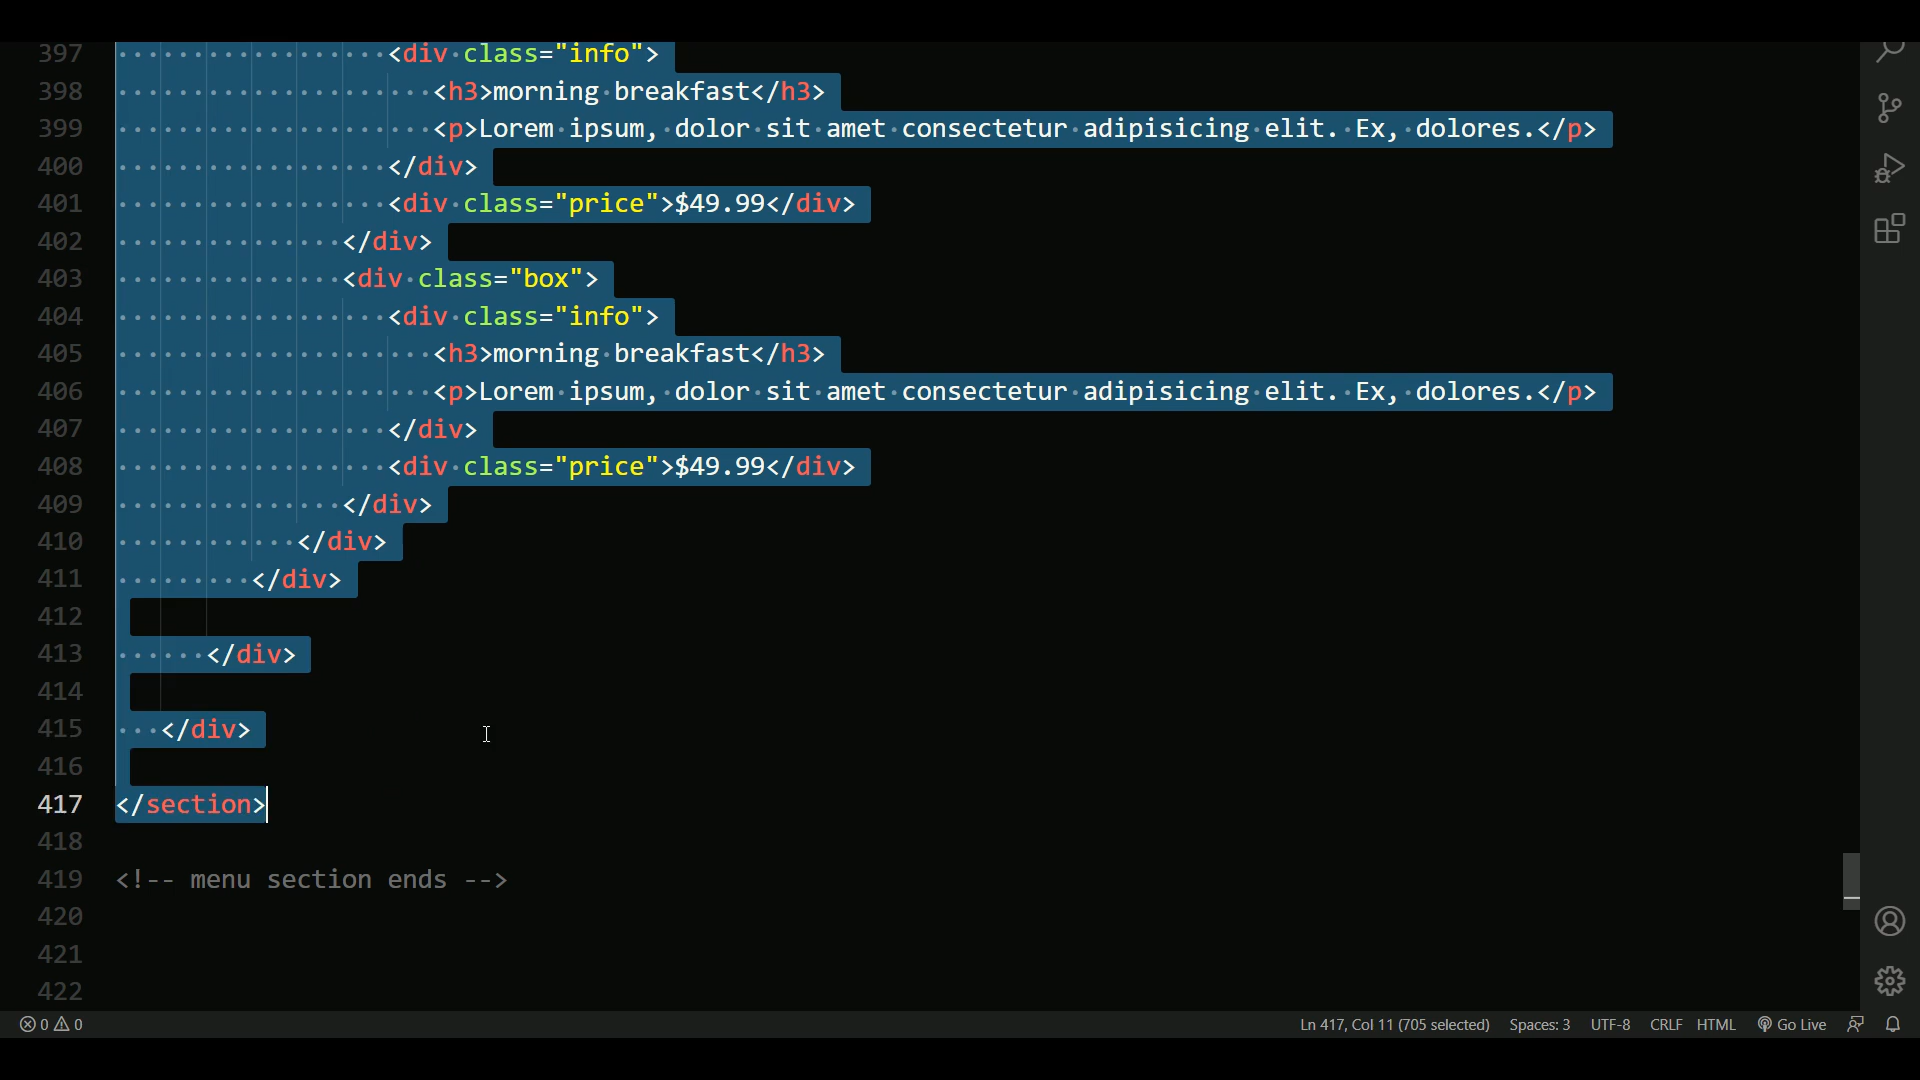 397 <div class="info">
398 <h3>morning breakfast</h3>
399 <p>Lorem ipsum, dolor sit amet consectetur adipisicing elit. Ex, dolores.</p>
400 </div>
401 <div class="price">$49.99</div>
402 </div>
403 <div class="box">
404 <div class="info">
405 <h3>morning breakfast</h3>
406 <p>Lorem ipsum, dolor sit amet consectetur adipisicing elit. Ex, dolores.</p>
407 </div>
408 <div class="price">$49.99</div>
409 </div>
410 </div>
411 </div>
412
413 </div>
414
415 </div>
416
417 </section>
418
419 <!-- menu section ends -->
420
421
422
0 0 Ln 417, Col 11 (705 selected) Spaces: 3 UTF-8 CRLF HTML Go Live